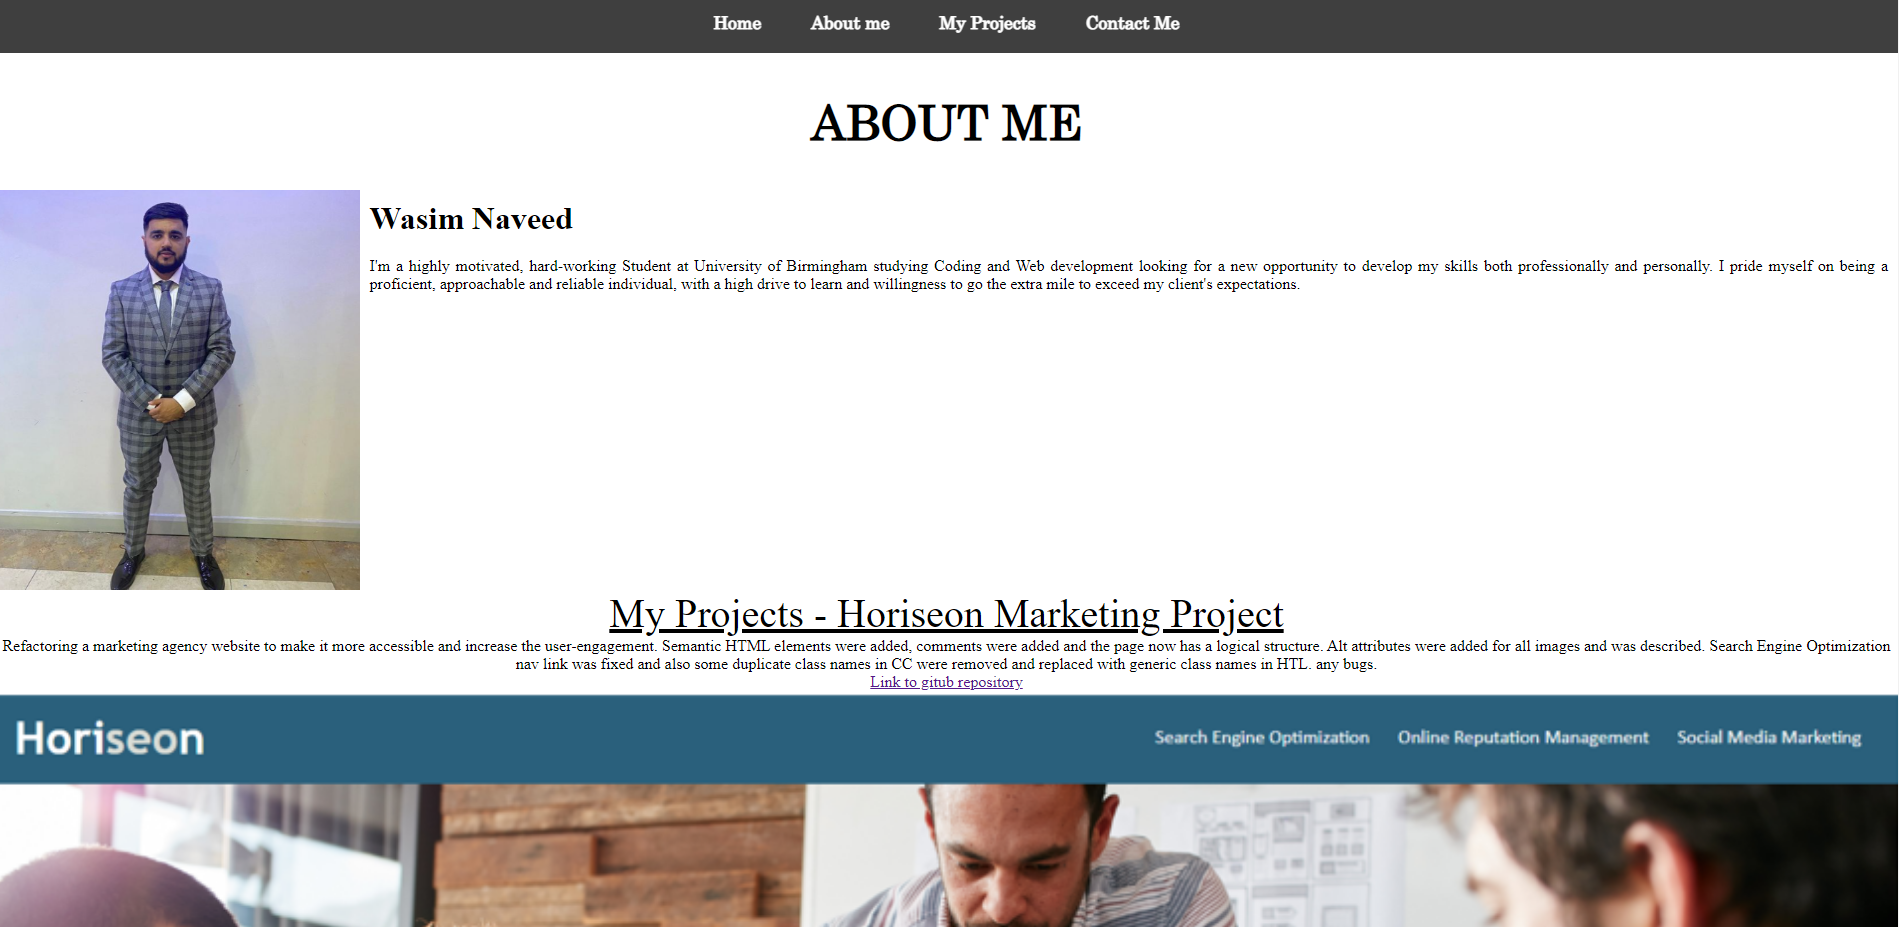 Home About me My Projects Contact Me
ABOUT ME
Wasim Naveed
I'm a highly motivated, hard-working Student at University of Birmingham studying Coding and Web development looking for a new opportunity to develop my skills both professionally and personally. I pride myself on being a
proficient, approachable and reliable individual, with a high drive to learn and willingness to go the extra mile to exceed my client's expectations.
My Projects - Horiseon Marketing Project
Refactoring a marketing agency website to make it more accessible and increase the user-engagement. Semantic HTML elements were added, comments were added and the page now has a logical structure. Alt attributes were added for all images and was described. Search Engine Optimization
nav link was fixed and also some duplicate class names in CC were removed and replaced with generic class names in HTL. any bugs.
Link to gitub repository
Horiseon Search Engine Optimization Online Reputation Management Social Media Marketing